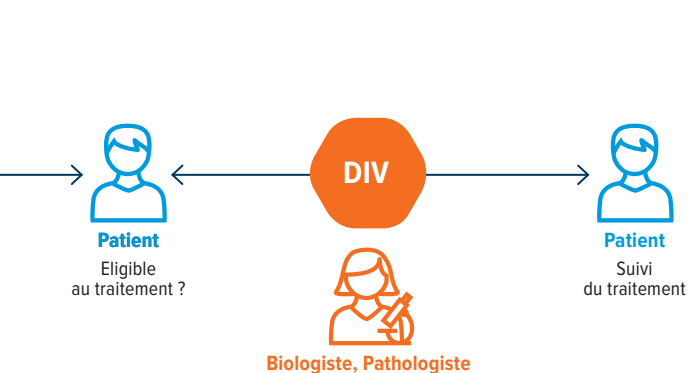 DIV
Patient
Eligible
au traitement ?
Patient
Suivi
du traitement
Biologiste, Pathologiste